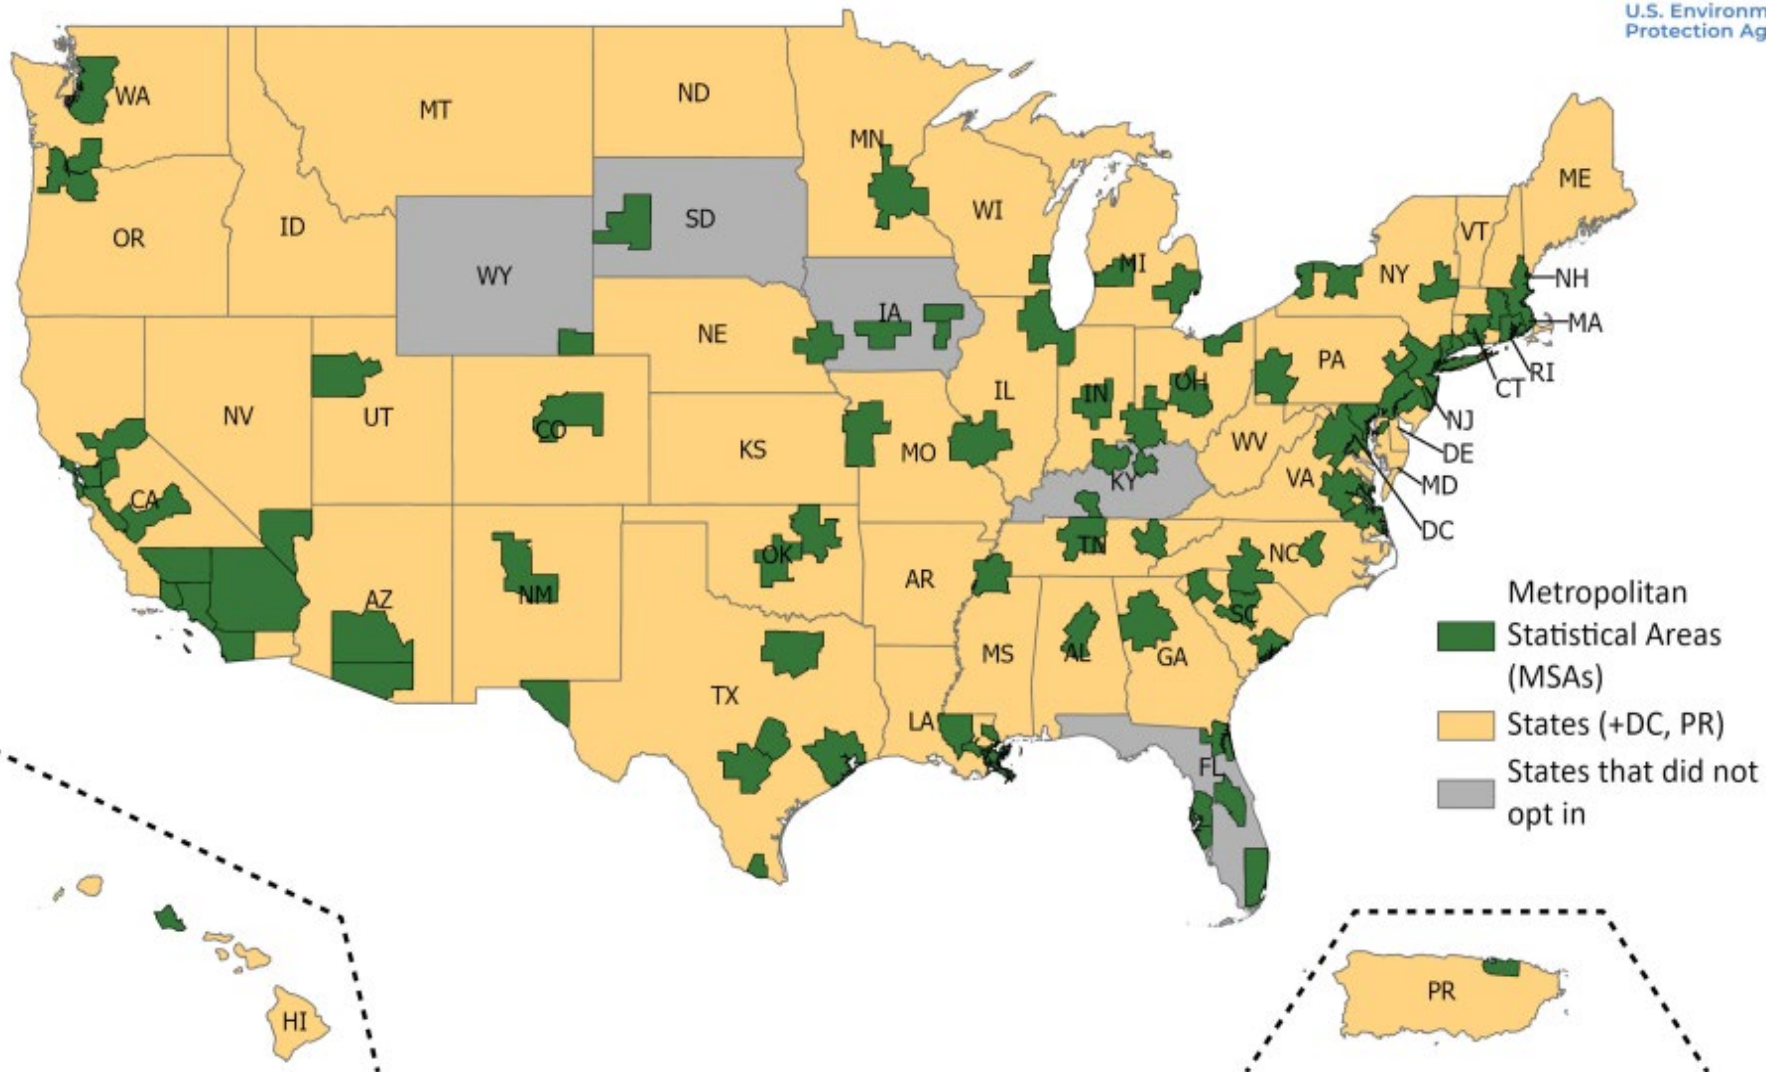 U.S. Environm
Protection Ag
WA
MT
ND
MN
OR
ID
WY
SD
WI
MI
NY
VT
ME
NH
MA
RI
CT
NJ
DE
MD
DC
NV
UT
CO
NE
IA
IL
IN
OH
PA
WV
VA
KY
KS
MO
CA
AZ
NM
OK
AR
TN
NC
SC
TX
LA
MS
AL
GA
FL
HI
PR
Metropolitan
Statistical Areas
(MSAs)
States (+DC, PR)
States that did not
opt in